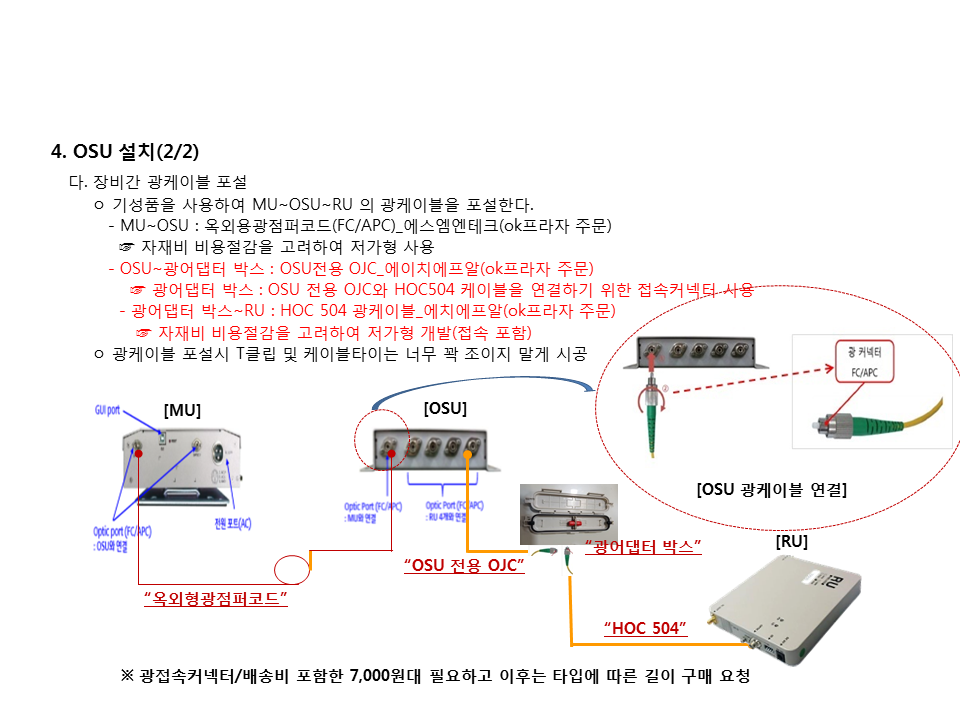 4. OSU 설치(2/2)
다. 장비간 광케이블 포설
ㅇ 기성품을 사용하여 MU~OSU~RU 의 광케이블을 포설한다.
- MU~OSU : 옥외용광점퍼코드(FC/APC)_에스엠엔테크(ok프라자 주문)
☞ 자재비 비용절감을 고려하여 저가형 사용
- OSU~광어댑터 박스 : OSU전용 OJC_에이치에프알(ok프라자 주문)
☞ 광어댑터 박스 : OSU 전용 OJC와 HOC504 케이블을 연결하기 위한 접속커넥터 사용
- 광어댑터 박스~RU : HOC 504 광케이블_에치에프알(ok프라자 주문)
☞ 자재비 비용절감을 고려하여 저가형 개발(접속 포함)
ㅇ 광케이블 포설시 T클립 및 케이블타이는 너무 꽉 조이지 말게 시공
광 커넥터
FC/APC
②
GUI port
[MU]
[OSU]
[OSU 광케이블 연결]
Optic Port (FC/APC)
: MU와 연결
Optic Port (FC/APC)
: RU 4개와 연결
Optic port (FC/APC)
: OSU와 연결
전원 포트(AC)
“광어댑터 박스”
[RU]
“OSU 전용 OJC”
RU
“옥외형광점퍼코드”
“HOC 504”
※ 광접속커넥터/배송비 포함한 7,000원대 필요하고 이후는 타입에 따른 길이 구매 요청